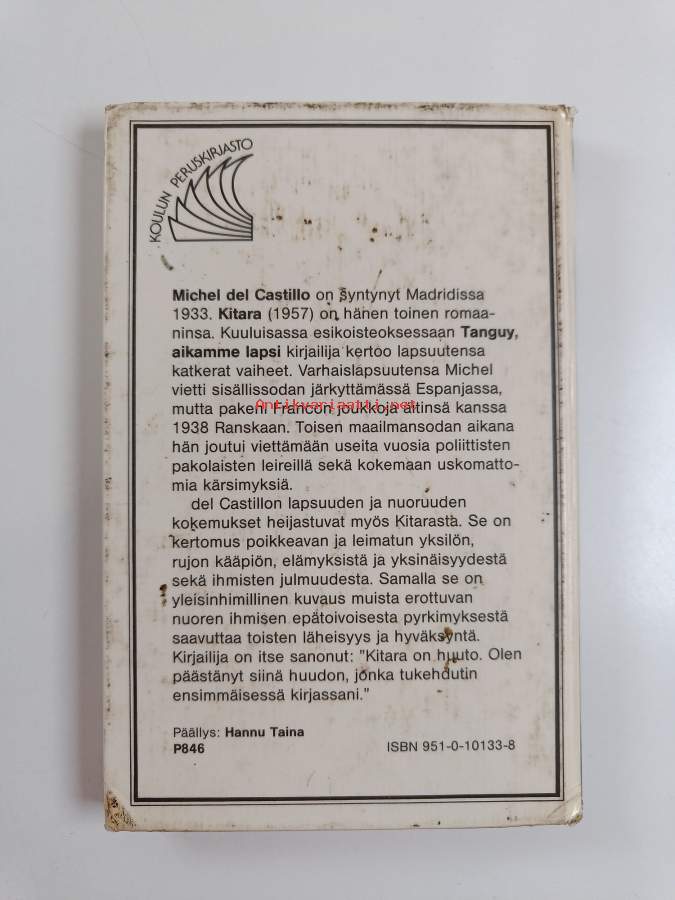 KOULUN PERUSKIRJASTO
Michel del Castillo on syntynyt Madridissa
1933. Kitara (1957) on hänen toinen romaa-
ninsa. Kuuluisassa esikoisteoksessaan Tanguy,
aikamme lapsi kirjailija kertoo lapsuutensa
katkerat vaiheet. Varhaislapsuutensa Michel
vietti sisällissodan järkyttämässä Espanjassa,
mutta pakeni Francon joukkoja äitinsä kanssa
Antikvariaatti.net
1938 Ranskaan. Toisen maailmansodan aikana
hän joutui viettämään useita vuosia poliittisten
pakolaisten leireillä sekä kokemaan uskomatto-
mia kärsimyksiä.
del Castillon lapsuuden ja nuoruuden
kokemukset heijastuvat myös Kitarasta. Se on
kertomus poikkeavan ja leimatun yksilön,
rujon kääpiön, elämyksistä ja yksinäisyydestä
sekä ihmisten julmuudesta. Samalla se on
yleisinhimillinen kuvaus muista erottuvan
nuoren ihmisen epätoivoisesta pyrkimyksestä
saavuttaa toisten läheisyys ja hyväksyntä.
Kirjailija on itse sanonut: "Kitara on huuto. Olen
päästänyt siinä huudon, jonka tukehdutin
ensimmäisessä kirjassani."
Päällys: Hannu Taina
P846
ISBN 951-0-10133-8